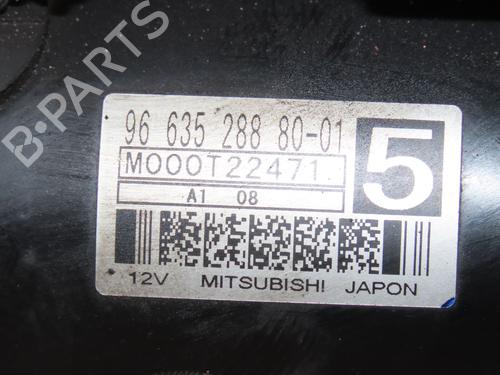 B-PARTS
96 635 288 80-01
5
M000T22471
A1 08
12V MITSUBISHI JAPON